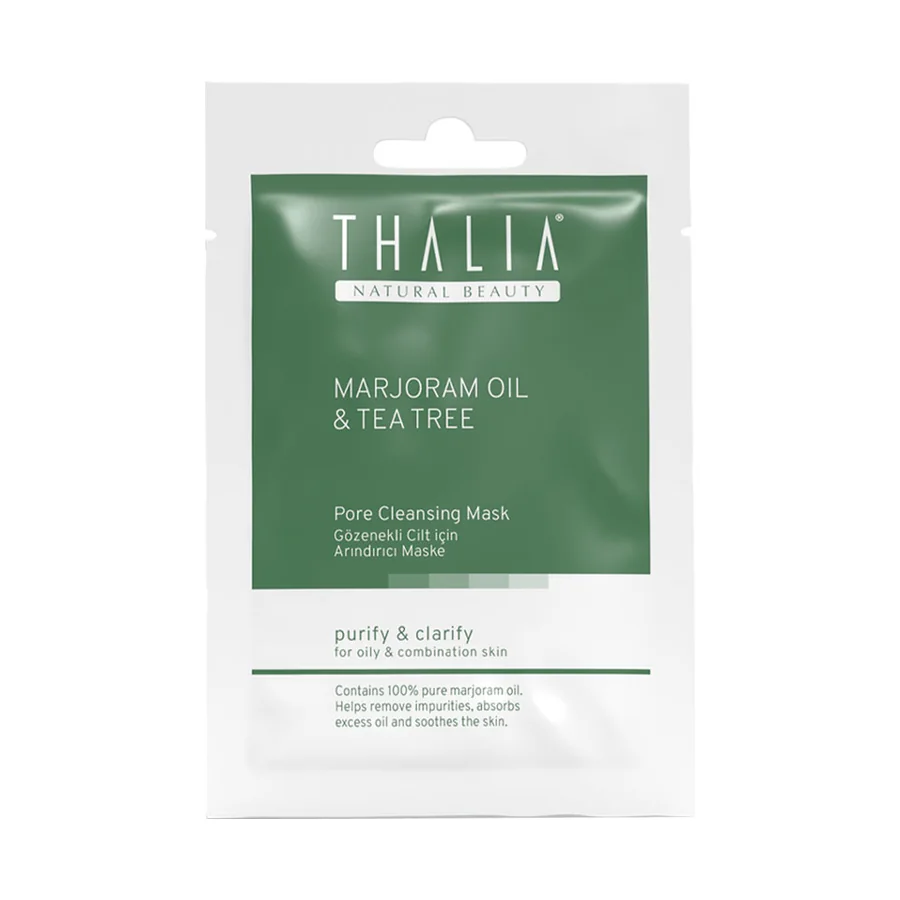 THALIA®
NATURAL BEAUTY
MARJORAM OIL
& TEA TREE
Pore Cleansing Mask
Gözenekli Cilt için
Arındırıcı Maske
purify & clarify
for oily & combination skin
Contains 100% pure marjoram oil.
Helps remove impurities, absorbs
excess oil and soothes the skin.